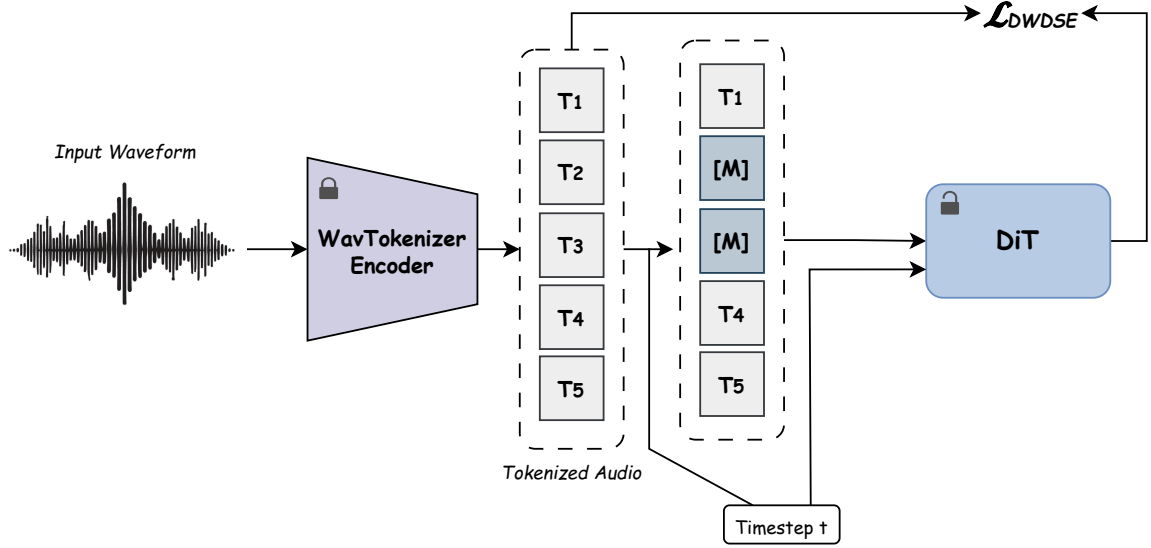 ℒDWDSE
Input Waveform
WavTokenizer
Encoder
T1
T2
T3
T4
T5
Tokenized Audio
T1
[M]
[M]
T4
T5
DiT
Timestep t